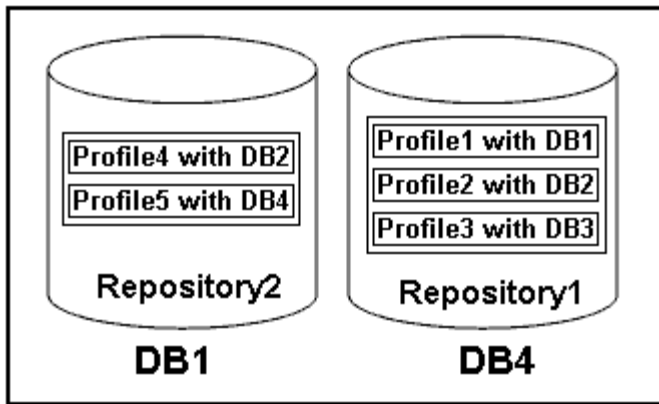 Profile4 with DB2
Profile5 with DB4
Repository2
DB1
Profile1 with DB1
Profile2 with DB2
Profile3 with DB3
Repository1
DB4